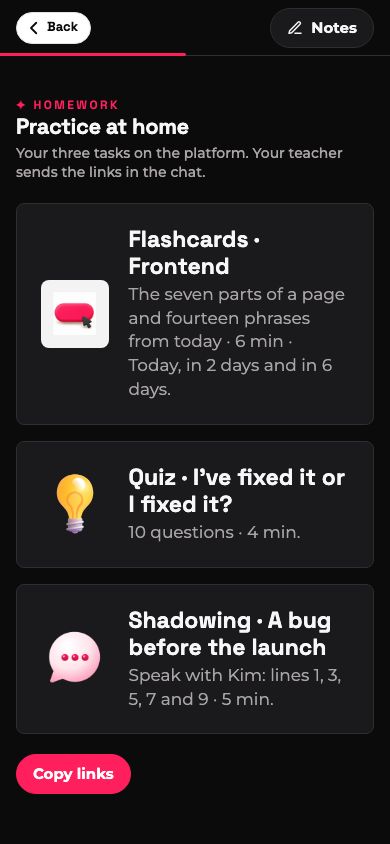 Back
Notes
HOMEWORK
Practice at home
Your three tasks on the platform. Your teacher
sends the links in the chat.
Flashcards ·
Frontend
The seven parts of a page
and fourteen phrases
from today · 6 min ·
Today, in 2 days and in 6
days.
Quiz · I've fixed it or
I fixed it?
10 questions · 4 min.
Shadowing · A bug
before the launch
Speak with Kim: lines 1, 3,
5, 7 and 9 · 5 min.
Copy links